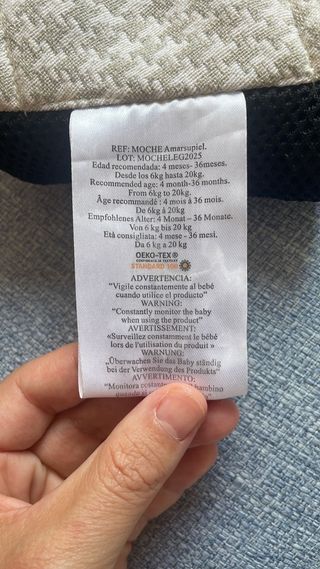 REF: MOCHE Amarsupiel.
LOT: MOCHELEG2025
Edad recomendada: 4 meses- 36meses.
Desde los 6kg hasta 20kg.
Recommended age: 4 month-36 months.
From 6kg to 20kg.
Âge recommandé : 4 mois à 36 mois.
De 6kg á 20kg
Empfohlenes Alter: 4 Monat – 36 Monate.
Von 6 kg bis 20 kg
Età consigliata: 4 mese - 36 mesi.
Da 6 kg a 20 kg
OEKO-TEX®
CONFIDENCE IN TEXTILES
STANDARD 100
ADVERTENCIA:
“Vigile constantemente al bebé
cuando utilice el producto”
WARNING:
“Constantly monitor the baby
when using the product”
AVERTISSEMENT:
«Surveillez constamment le bébé
lors de l'utilisation du produit »
WARNUNG:
„Überwachen Sie das Baby ständig
bei der Verwendung des Produkts”
AVVERTIMENTO:
“Monitora bambino